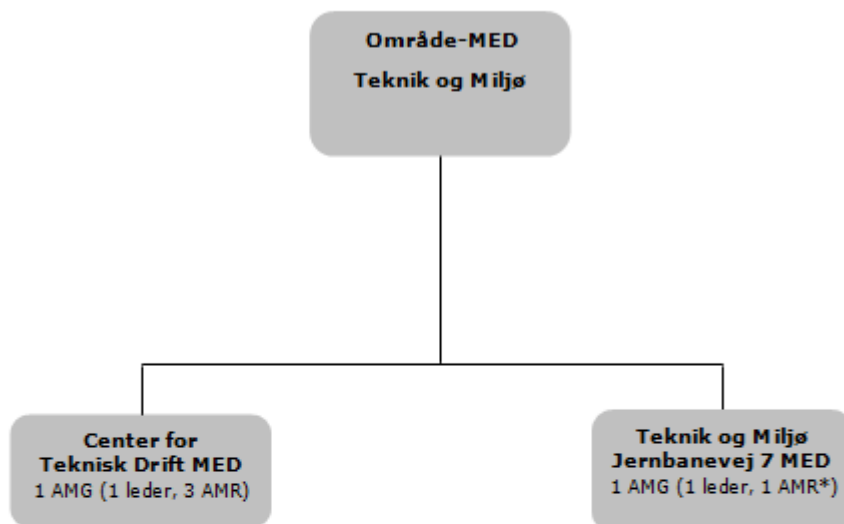 Område-MED
Teknik og Miljø
Center for
Teknisk Drift MED
1 AMG (1 leder, 3 AMR)
Teknik og Miljø
Jernbanevej 7 MED
1 AMG (1 leder, 1 AMR*)